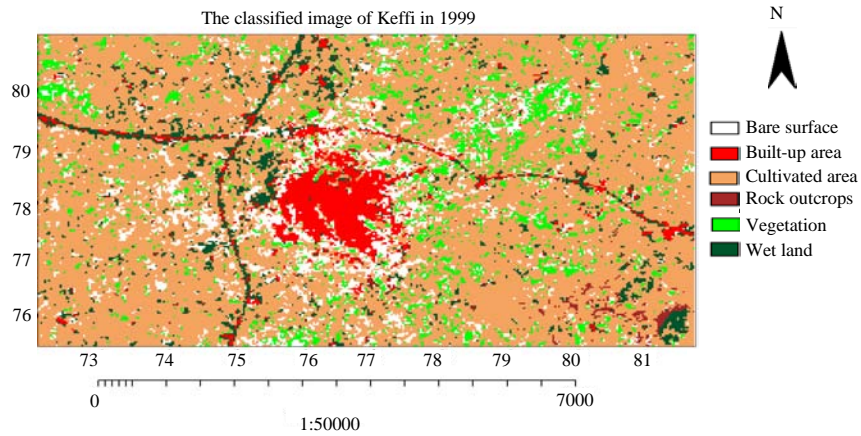 The classified image of Keffi in 1999
N
80
79
78
77
76
Bare surface
Built-up area
Cultivated area
Rock outcrops
Vegetation
Wet land
73 74 75 76 77 78 79 80 81
0 7000
1:50000